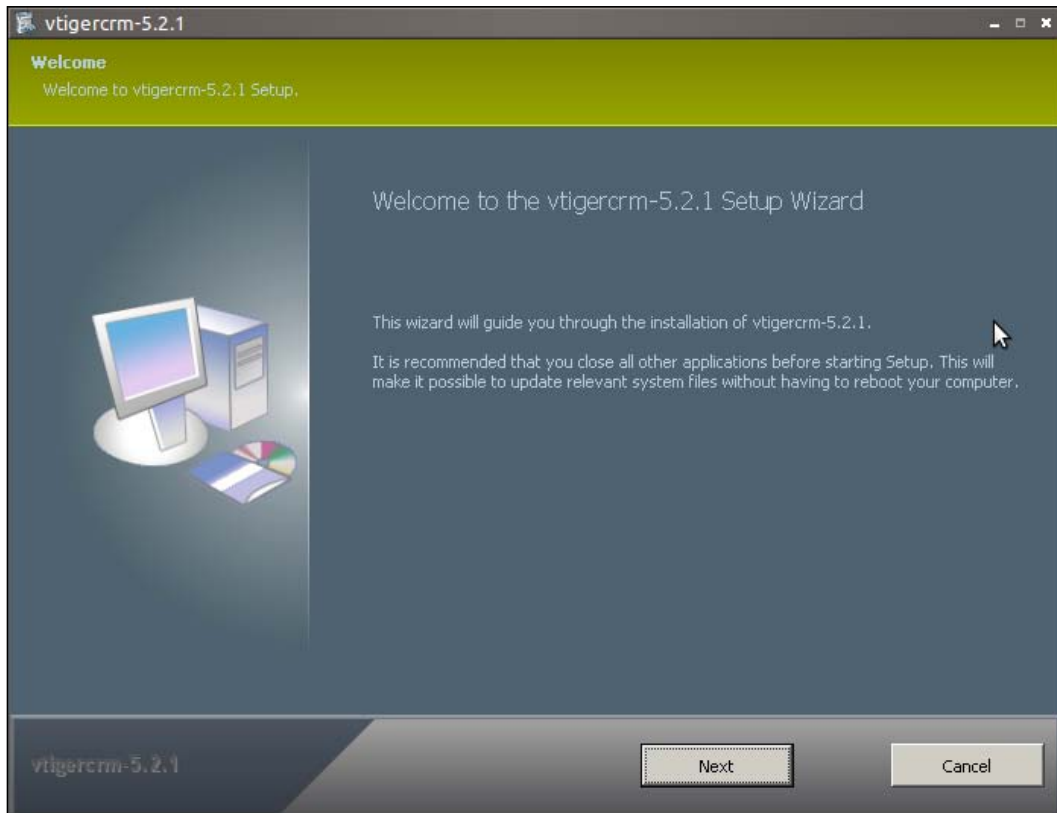 vtigercrm-5.2.1
Welcome
Welcome to vtigercrm-5.2.1 Setup.
Welcome to the vtigercrm-5.2.1 Setup Wizard
This wizard will guide you through the installation of vtigercrm-5.2.1.
It is recommended that you close all other applications before starting Setup. This will
make it possible to update relevant system files without having to reboot your computer.
vtigercrm-5.2.1
Next
Cancel